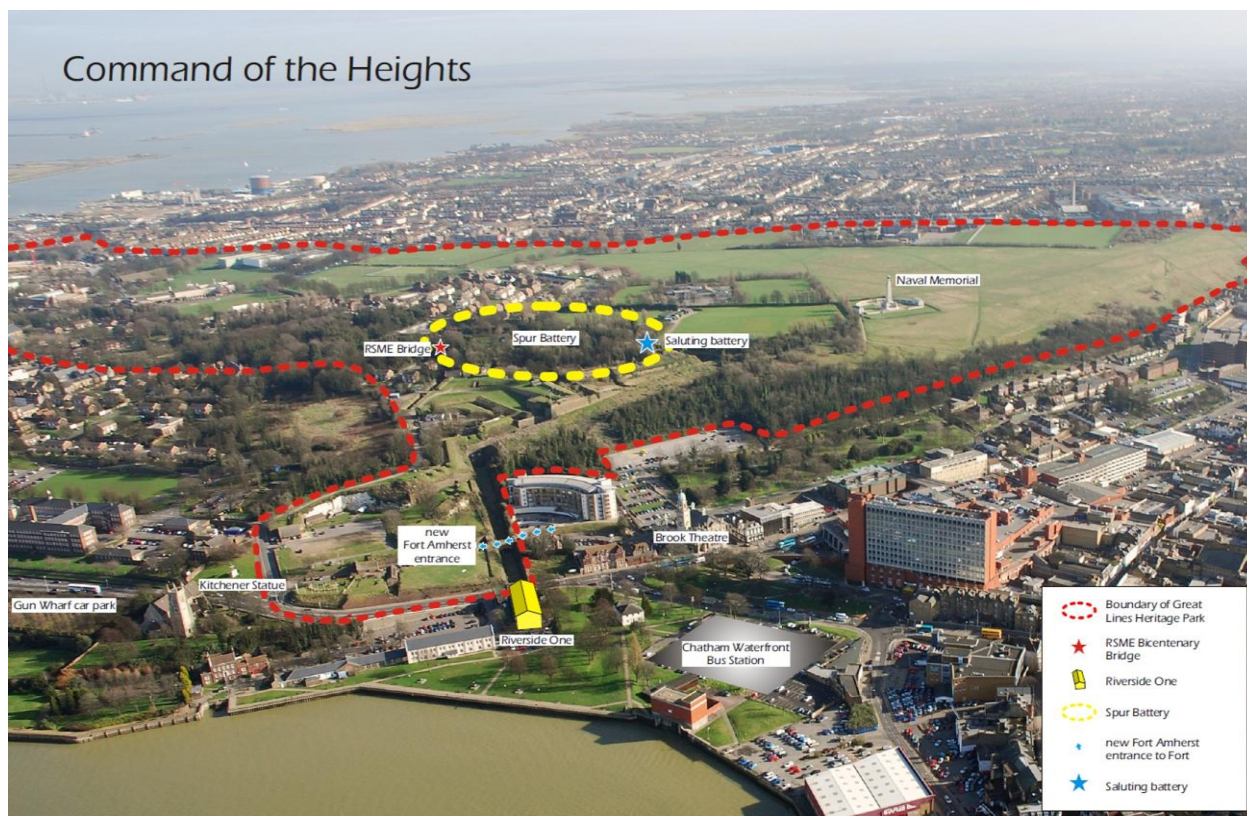 Command of the Heights
Naval Memorial
Spur Battery
RSME Bridge
Saluting battery
new
Fort Amherst
entrance
Brook Theatre
Kitchener Statue
Gun Wharf car park
Riverside One
Chatham Waterfront
Bus Station
Boundary of Great
Lines Heritage Park
RSME Bicentenary
Bridge
Riverside One
Spur Battery
new Fort Amherst
entrance to Fort
Saluting battery